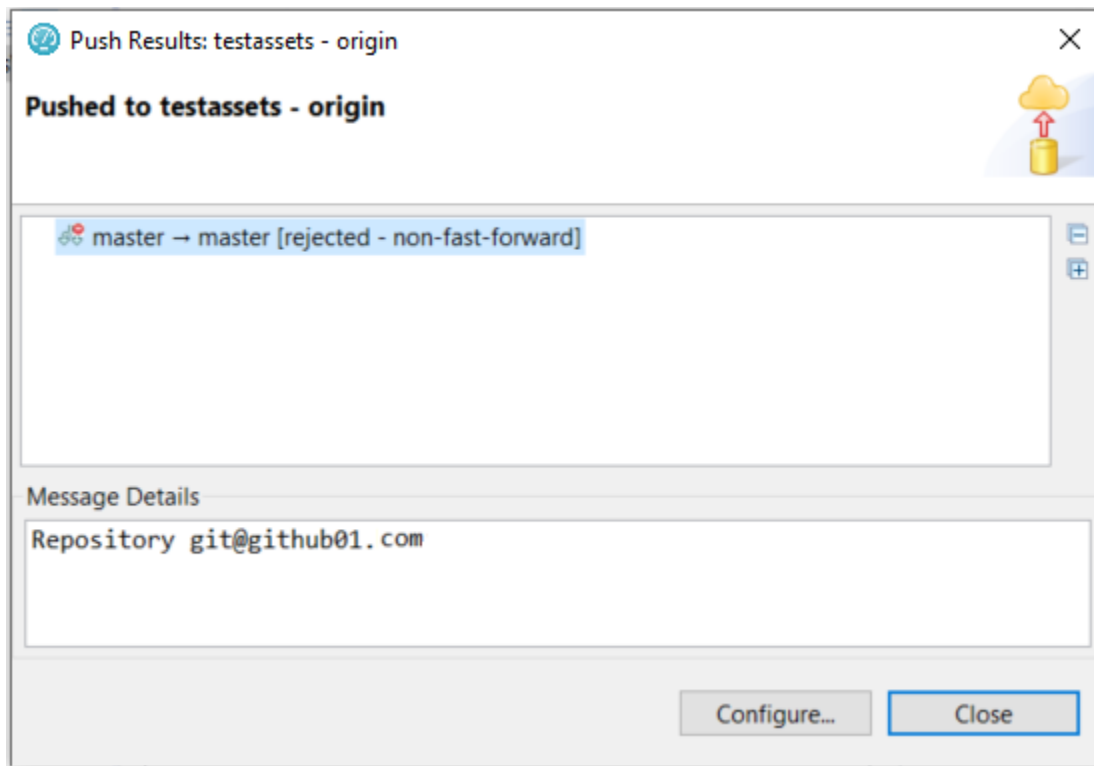 Push Results: testassets - origin
Pushed to testassets - origin
master → master [rejected - non-fast-forward]
Message Details
Repository git@github01.com
Configure...
Close